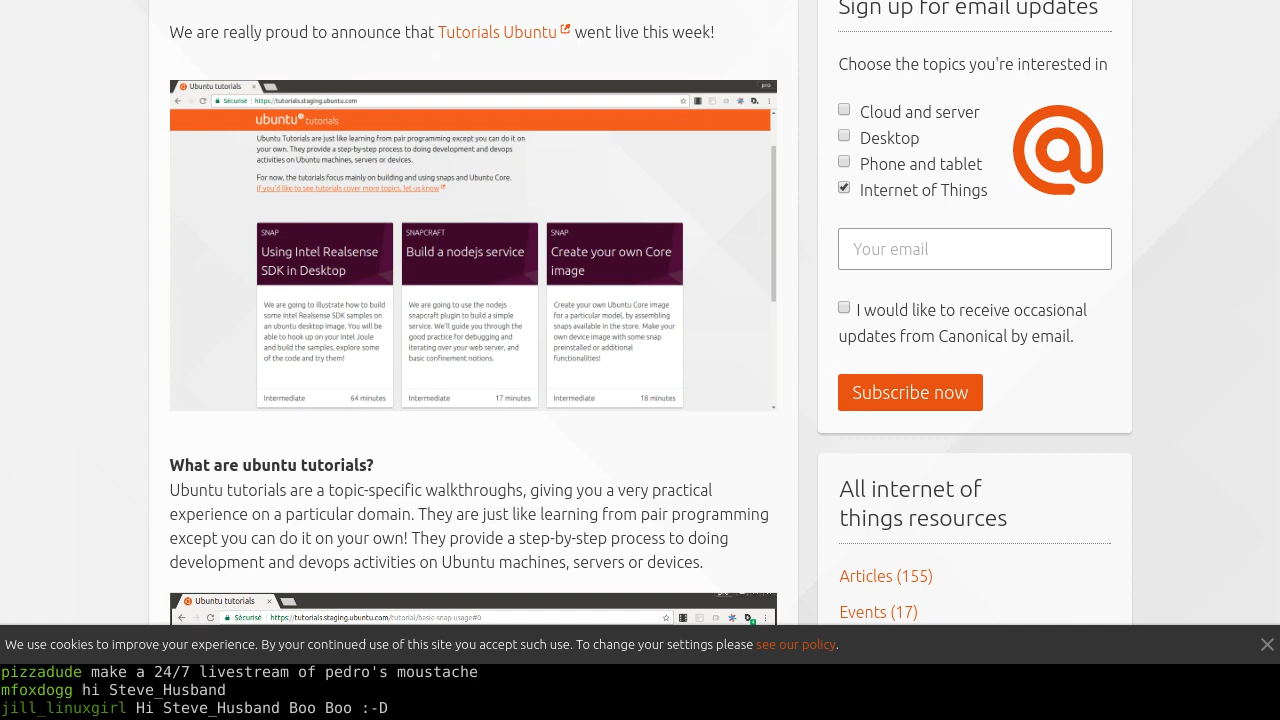 We are really proud to announce that Tutorials Ubuntu went live this week!
Ubuntu tutorials
Sécurisé https://tutorials.staging.ubuntu.com
ubuntu tutorials
Ubuntu Tutorials are just like learning from pair programming except you can do it on
your own. They provide a step-by-step process to doing development and devops
activities on Ubuntu machines, servers or devices.
For now, the tutorials focus mainly on building and using snaps and Ubuntu Core.
If you'd like to see tutorials cover more topics, let us know
SNAP
Using Intel Realsense
SDK in Desktop
We are going to illustrate how to build
some Intel Realsense SDK samples on
an ubuntu desktop image. You will be
able to hook up on your Intel Joule
and build the samples, explore some
of the code and try them!
Intermediate 64 minutes
SNAPCRAFT
Build a nodejs service
We are going to use the nodejs
snapcraft plugin to build a simple
service. We'll guide you through the
good practice for debugging and
iterating over your web server, and
basic confinement notions.
Intermediate 17 minutes
SNAP
Create your own Core
image
Create your own Ubuntu Core image
for a particular model, by assembling
snaps available in the store. Make your
own device image with some snap
preinstalled or additional
functionalities!
Intermediate 18 minutes
What are ubuntu tutorials?
Ubuntu tutorials are a topic-specific walkthroughs, giving you a very practical
experience on a particular domain. They are just like learning from pair programming
except you can do it on your own! They provide a step-by-step process to doing
development and devops activities on Ubuntu machines, servers or devices.
Ubuntu tutorials
Sécurisé https://tutorials.staging.ubuntu.com/tutorial/basic-snap-usage#0
Sign up for email updates
Choose the topics you're interested in
Cloud and server
Desktop
Phone and tablet
Internet of Things
Your email
I would like to receive occasional
updates from Canonical by email.
Subscribe now
All internet of
things resources
Articles (155)
Events (17)
We use cookies to improve your experience. By your continued use of this site you accept such use. To change your settings please see our policy.
pizzadude make a 24/7 livestream of pedro's moustache
mfoxdogg hi Steve_Husband
jill_linuxgirl Hi Steve_Husband Boo Boo :-D